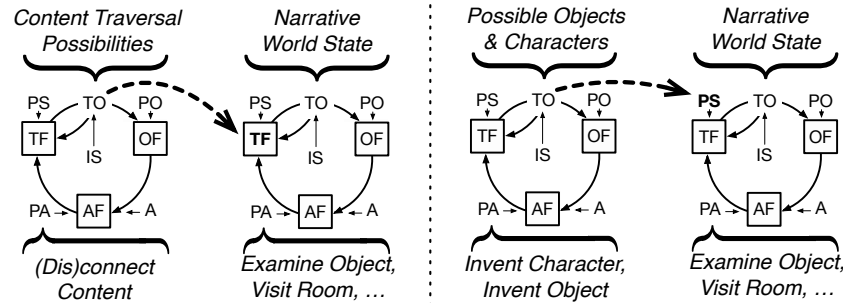 Content Traversal
Possibilities
Narrative
World State
Possible Objects
& Characters
Narrative
World State
PS TO PO
TF OF
IS
PA AF A
PS TO PO
TF OF
IS
PA AF A
PS TO PO
TF OF
IS
PA AF A
PS TO PO
TF OF
IS
PA AF A
(Dis)connect
Content
Examine Object,
Visit Room, …
Invent Character,
Invent Object
Examine Object,
Visit Room, …